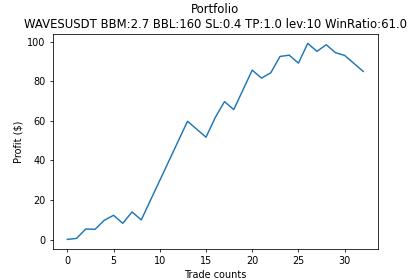 Portfolio
WAVESUSDT BBM:2.7 BBL:160 SL:0.4 TP:1.0 lev:10 WinRatio:61.0
100
80
60
40
20
0
Profit ($)
0 5 10 15 20 25 30
Trade counts